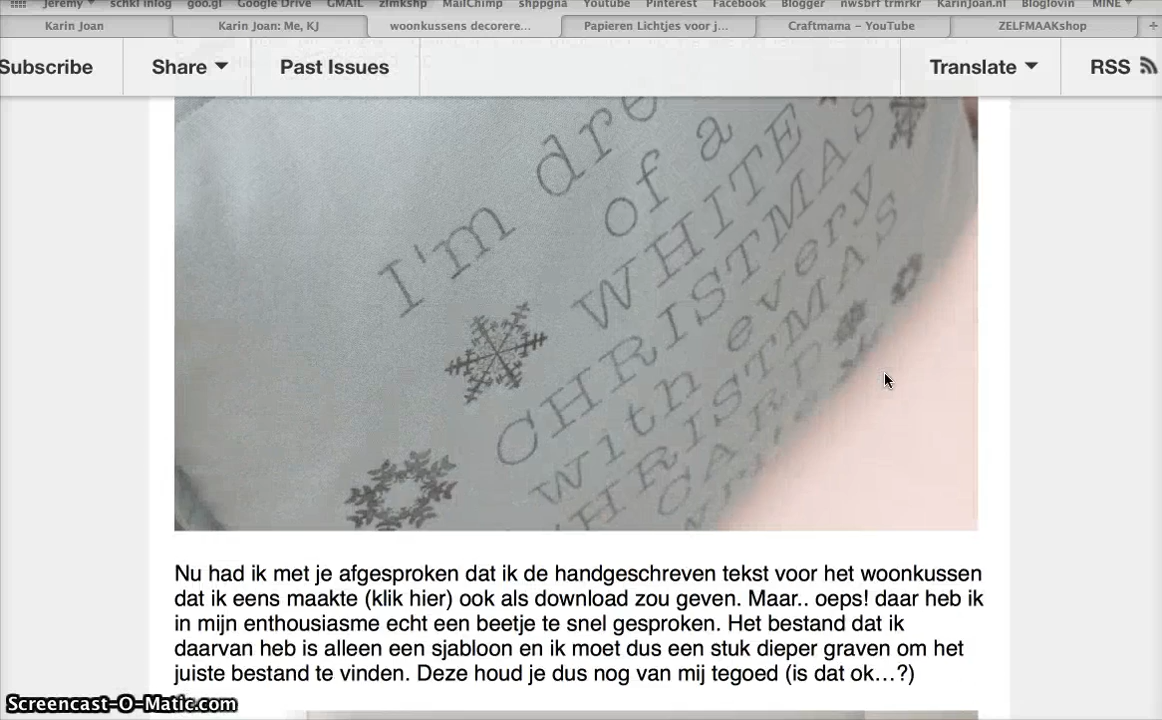 Jeremy schkl inlog goo.gl Google Drive GMAIL zlfmkshp MailChimp shppgna Youtube Pinterest Facebook Blogger nwsbrf trmrkr KarinJoan.nl Bloglovin MINE
Karin Joan Karin Joan: Me, KJ woonkussens decorere... Papieren Lichtjes voor j... Craftmama – YouTube ZELFMAAKshop
Subscribe Share Past Issues Translate RSS
I'm dre
of a
WHITE
CHRISTMAS
with every
CHRISTMAS
CARD
Nu had ik met je afgesproken dat ik de handgeschreven tekst voor het woonkussen
dat ik eens maakte (klik hier) ook als download zou geven. Maar.. oeps! daar heb ik
in mijn enthousiasme echt een beetje te snel gesproken. Het bestand dat ik
daarvan heb is alleen een sjabloon en ik moet dus een stuk dieper graven om het
juiste bestand te vinden. Deze houd je dus nog van mij tegoed (is dat ok...?)
Screencast-O-Matic.com